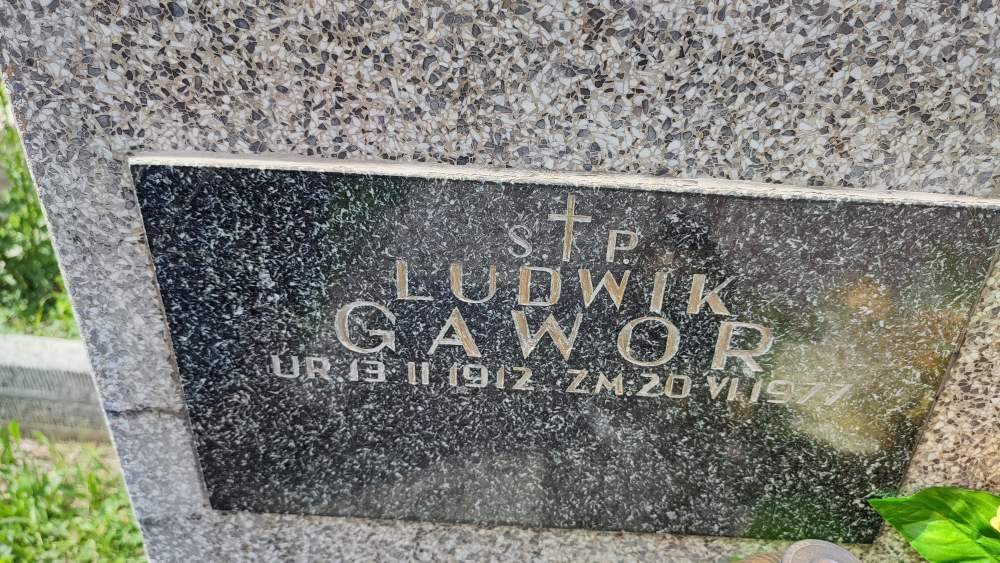 S. P.
LUDWIK
GAWOR
UR. 13 II 1912 ZM. 20 VI. 1977